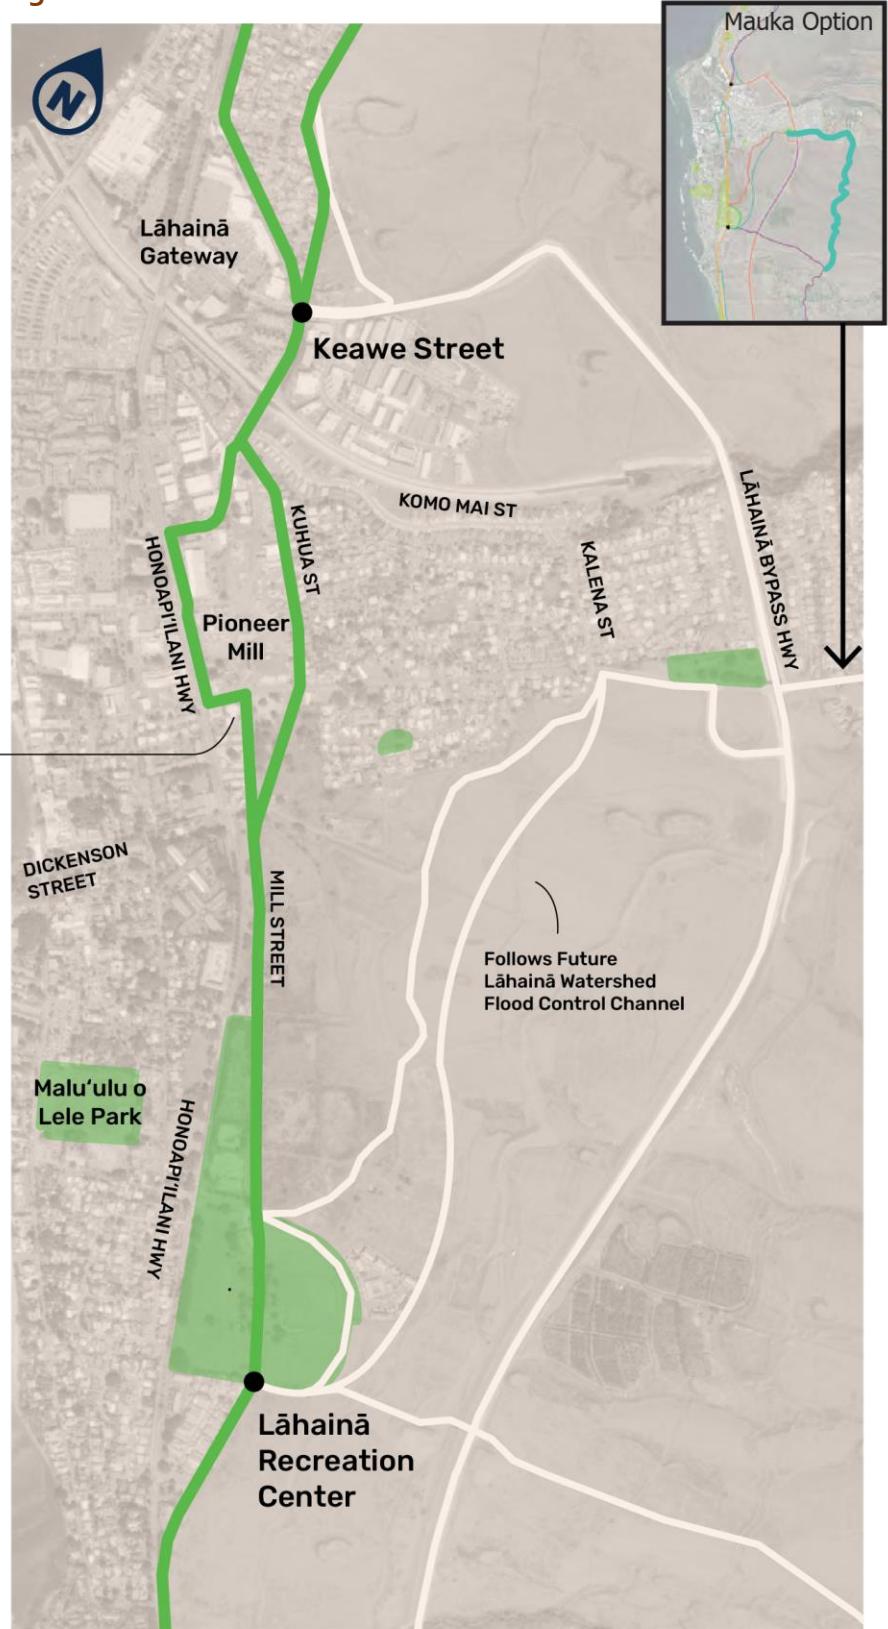 Mauka Option
N
Lāhainā
Gateway
Keawe Street
KOMO MAI ST
KUHUA ST
HONOAPI‘ILANI HWY
Pioneer
Mill
KALENA ST
LĀHAINĀ BYPASS HWY
DICKENSON
STREET
MILL STREET
Follows Future
Lāhainā Watershed
Flood Control Channel
Malu‘ulu o
Lele Park
HONOAPI‘ILANI HWY
Lāhainā
Recreation
Center